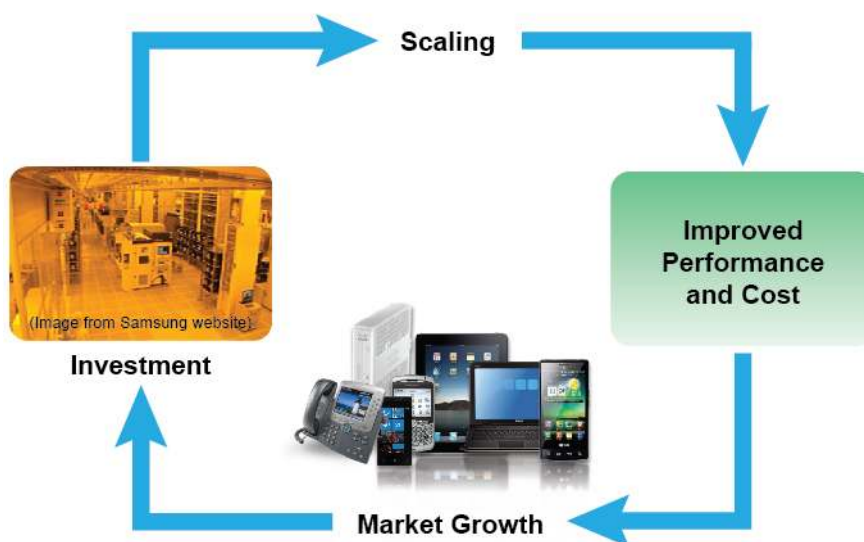 Scaling
Improved
Performance
and Cost
(Image from Samsung website)
Investment
Market Growth